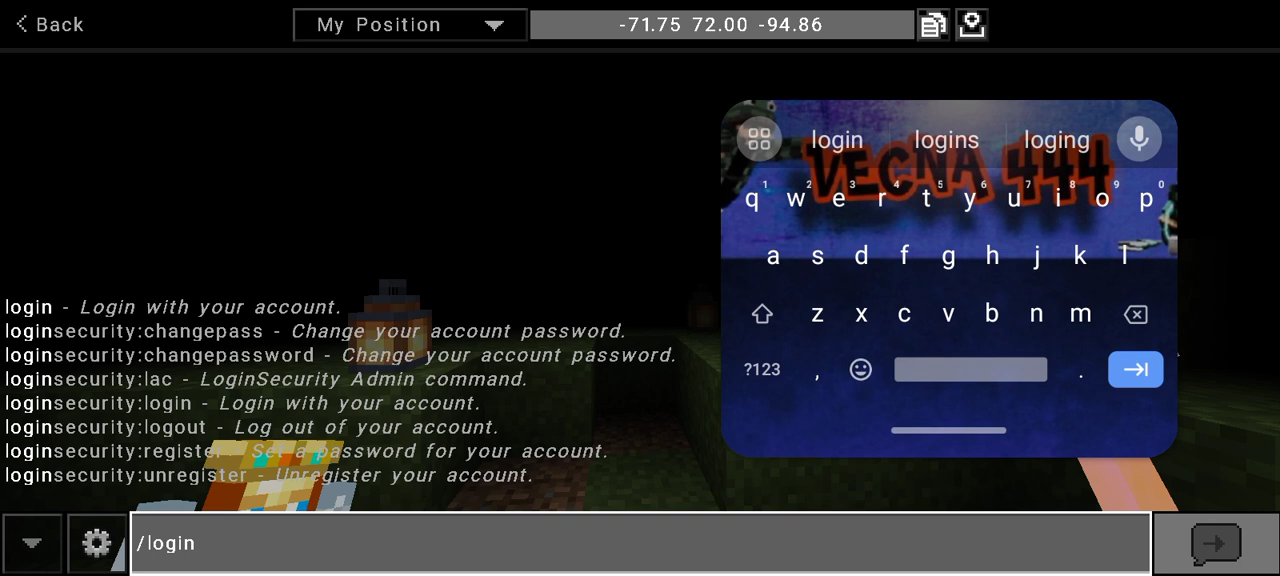 Back
My Position
-71.75 72.00 -94.86
login logins loging
VECNA 444
1 2 3 4 5 6 7 8 9 0
q w e r t y u i o p
a s d f g h j k l
z x c v b n m
?123 , .
login - Login with your account.
loginsecurity:changepass - Change your account password.
loginsecurity:changepassword - Change your account password.
loginsecurity:lac - LoginSecurity Admin command.
loginsecurity:login - Login with your account.
loginsecurity:logout - Log out of your account.
loginsecurity:register - Set a password for your account.
loginsecurity:unregister - Unregister your account.
/login